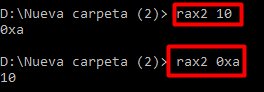 D:\Nueva carpeta (2)> rax2 10
0xa
D:\Nueva carpeta (2)> rax2 0xa
10